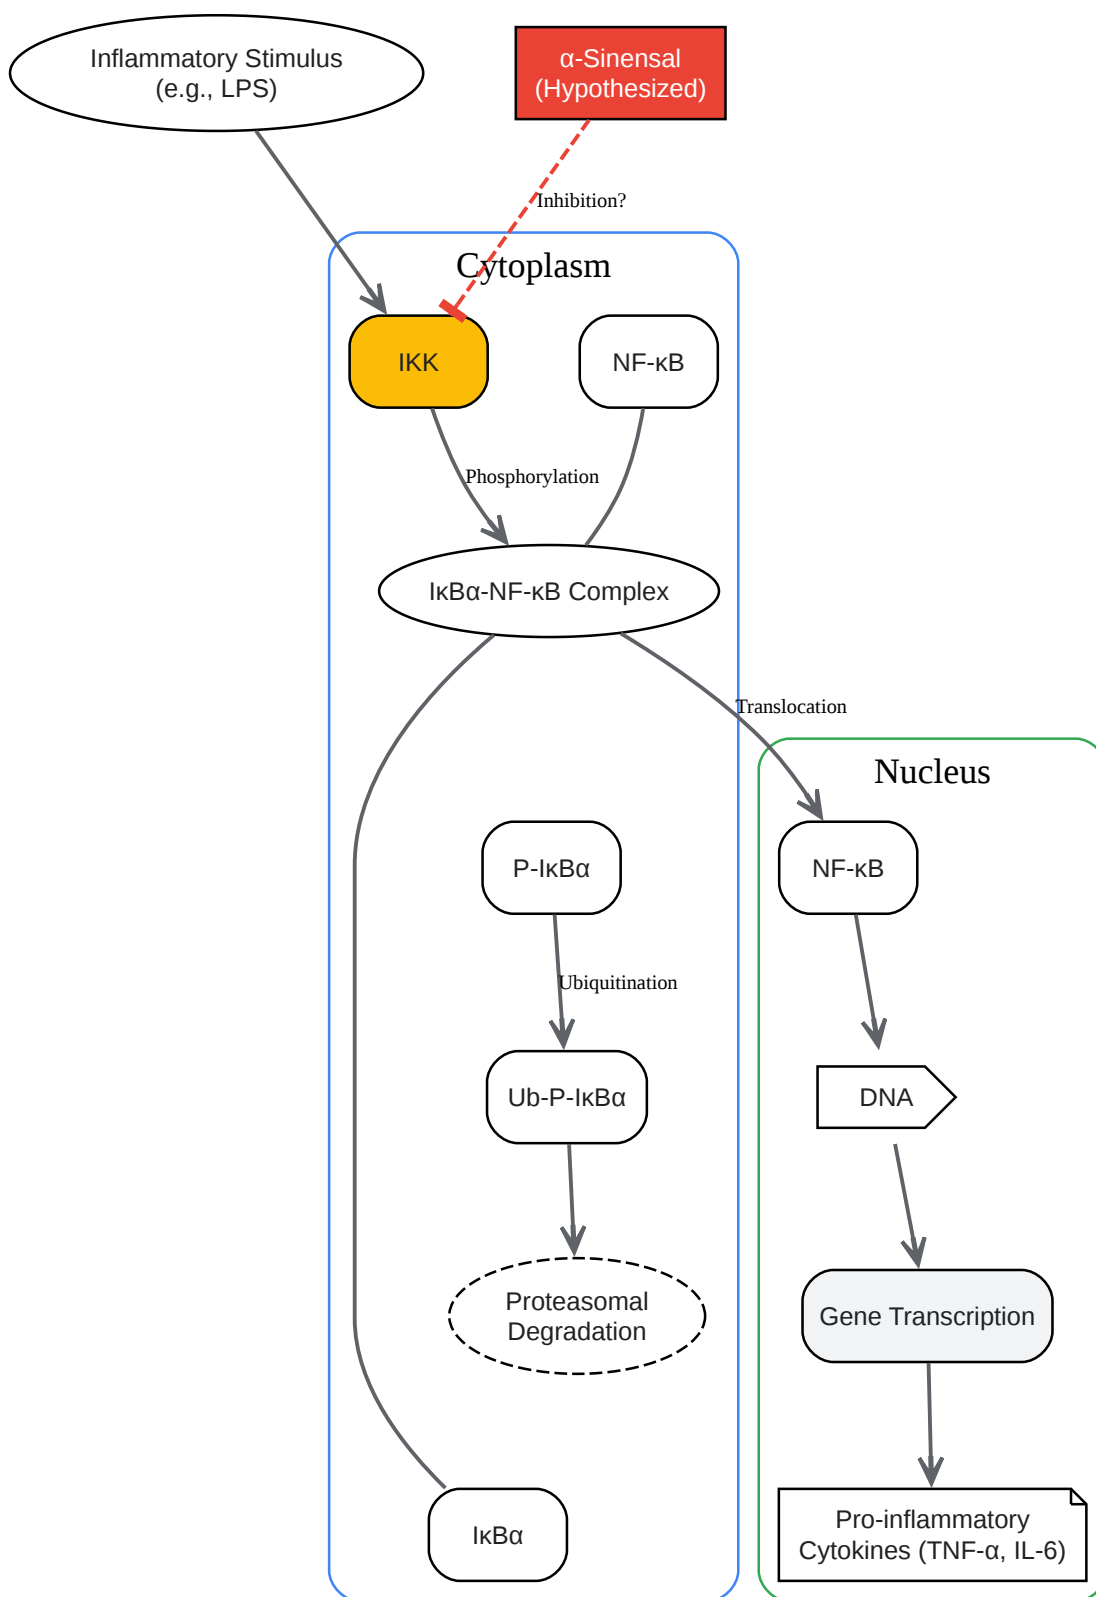 Inflammatory Stimulus
(e.g., LPS)
α-Sinensal
(Hypothesized)
Inhibition?
Cytoplasm
IKK
NF-κB
Phosphorylation
IκBα-NF-κB Complex
Translocation
Nucleus
P-IκBα
NF-κB
Ubiquitination
Ub-P-IκBα
DNA
Proteasomal
Degradation
Gene Transcription
IκBα
Pro-inflammatory
Cytokines (TNF-α, IL-6)